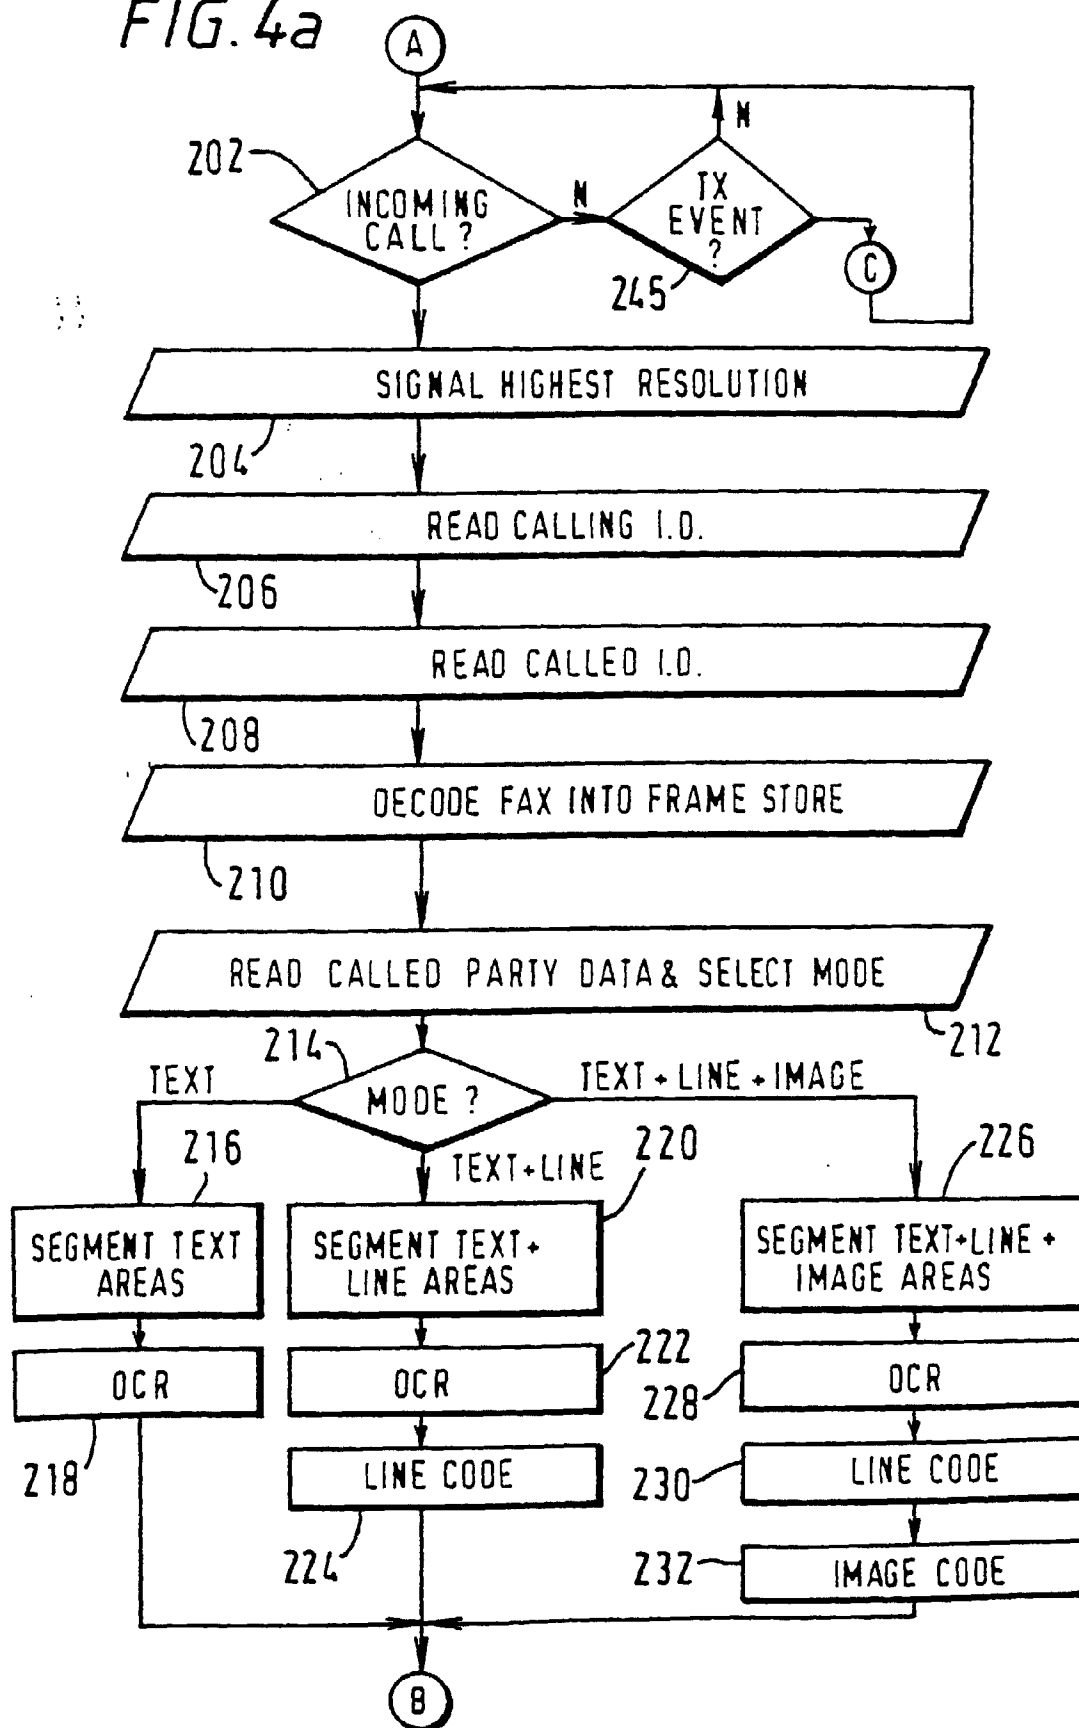 FIG. 4a
A
202
INCOMING
CALL ?
N
TX
EVENT
?
N
245
C
SIGNAL HIGHEST RESOLUTION
204
READ CALLING I.D.
206
READ CALLED I.D.
208
DECODE FAX INTO FRAME STORE
210
READ CALLED PARTY DATA & SELECT MODE
212
214
MODE ?
TEXT
TEXT + LINE + IMAGE
TEXT + LINE
216
220
226
SEGMENT TEXT
AREAS
SEGMENT TEXT +
LINE AREAS
SEGMENT TEXT + LINE +
IMAGE AREAS
OCR
218
OCR
222
OCR
228
LINE CODE
224
LINE CODE
230
IMAGE CODE
232
B